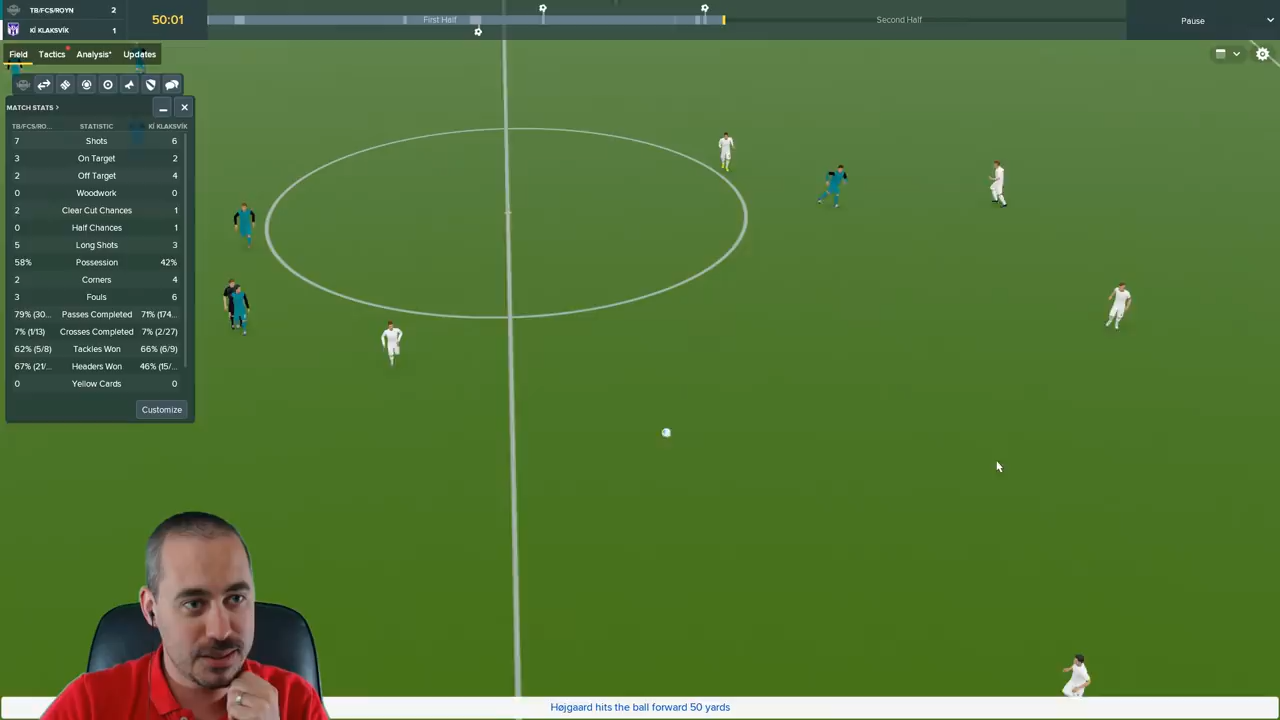 TB/FCS/ROYN 2
KÍ KLAKSVÍK 1
50:01
First Half
Second Half
Pause
Field Tactics Analysis* Updates
MATCH STATS >
TB/FCS/RO... STATISTIC KÍ KLAKSVÍK
7 Shots 6
3 On Target 2
2 Off Target 4
0 Woodwork 0
2 Clear Cut Chances 1
0 Half Chances 1
5 Long Shots 3
58% Possession 42%
2 Corners 4
3 Fouls 6
79% (30... Passes Completed 71% (174...
7% (1/13) Crosses Completed 7% (2/27)
62% (5/8) Tackles Won 66% (6/9)
67% (21/... Headers Won 46% (15/...
0 Yellow Cards 0
Customize
Højgaard hits the ball forward 50 yards